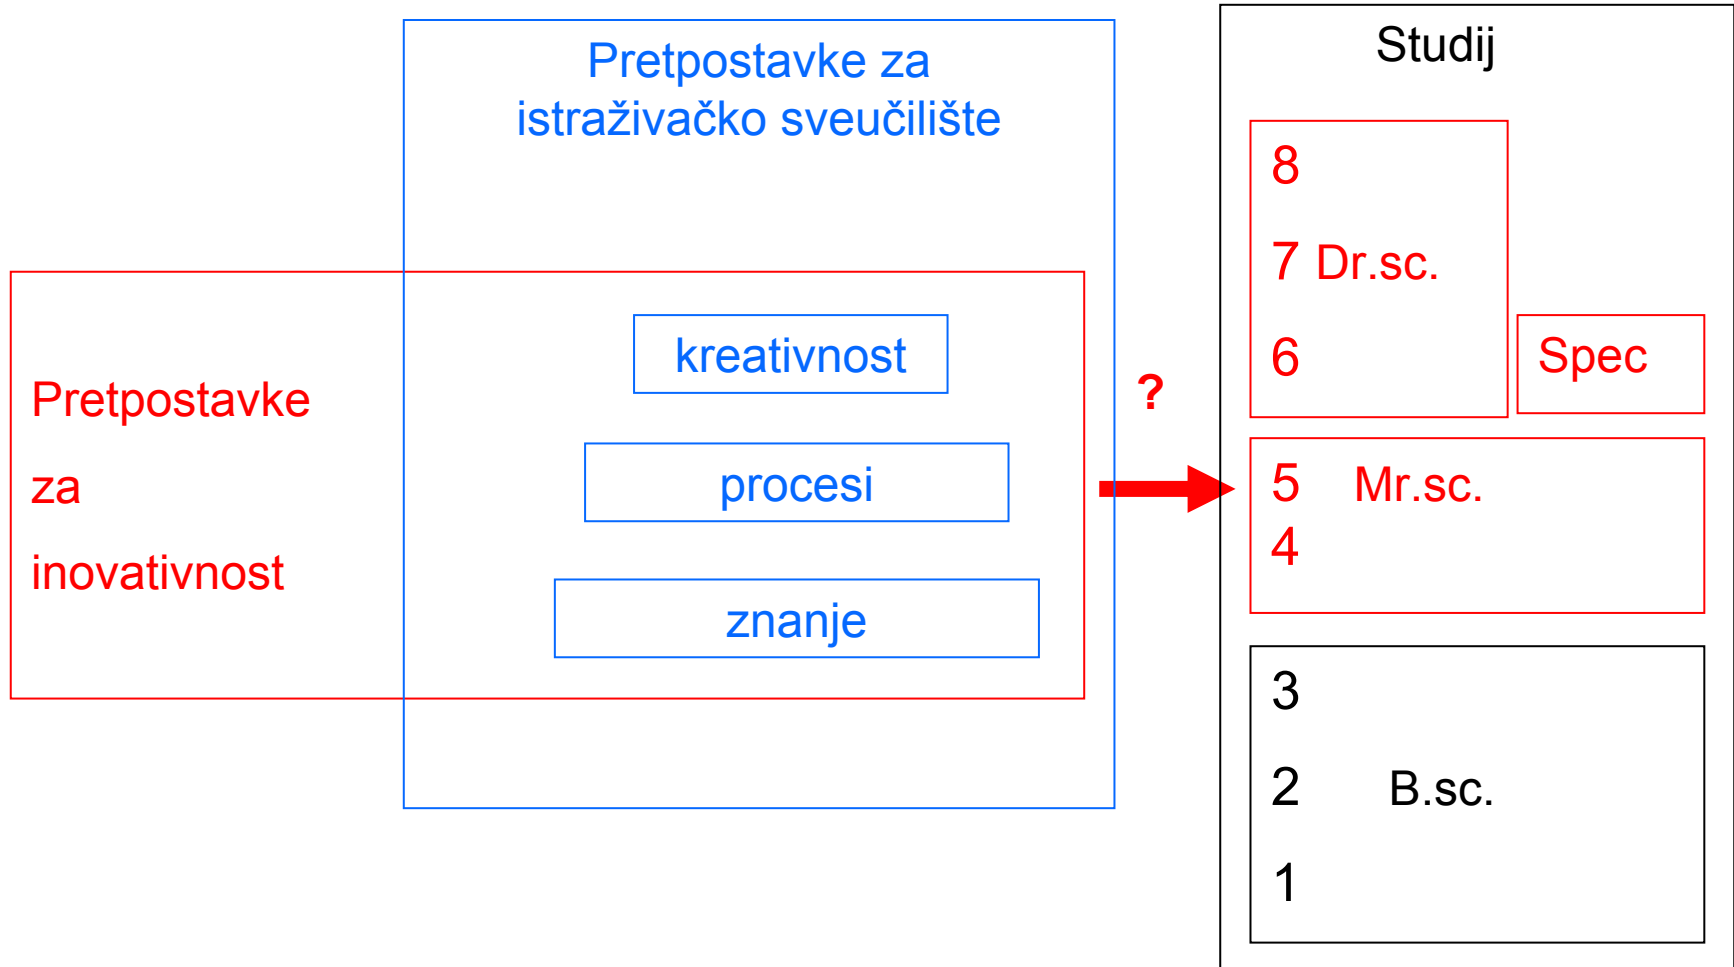 Pretpostavke za
istraživačko sveučilište
Pretpostavke
za
inovativnost
kreativnost
procesi
znanje
?
Studij
8
7 Dr.sc.
6
Spec
5 Mr.sc.
4
3
2 B.sc.
1